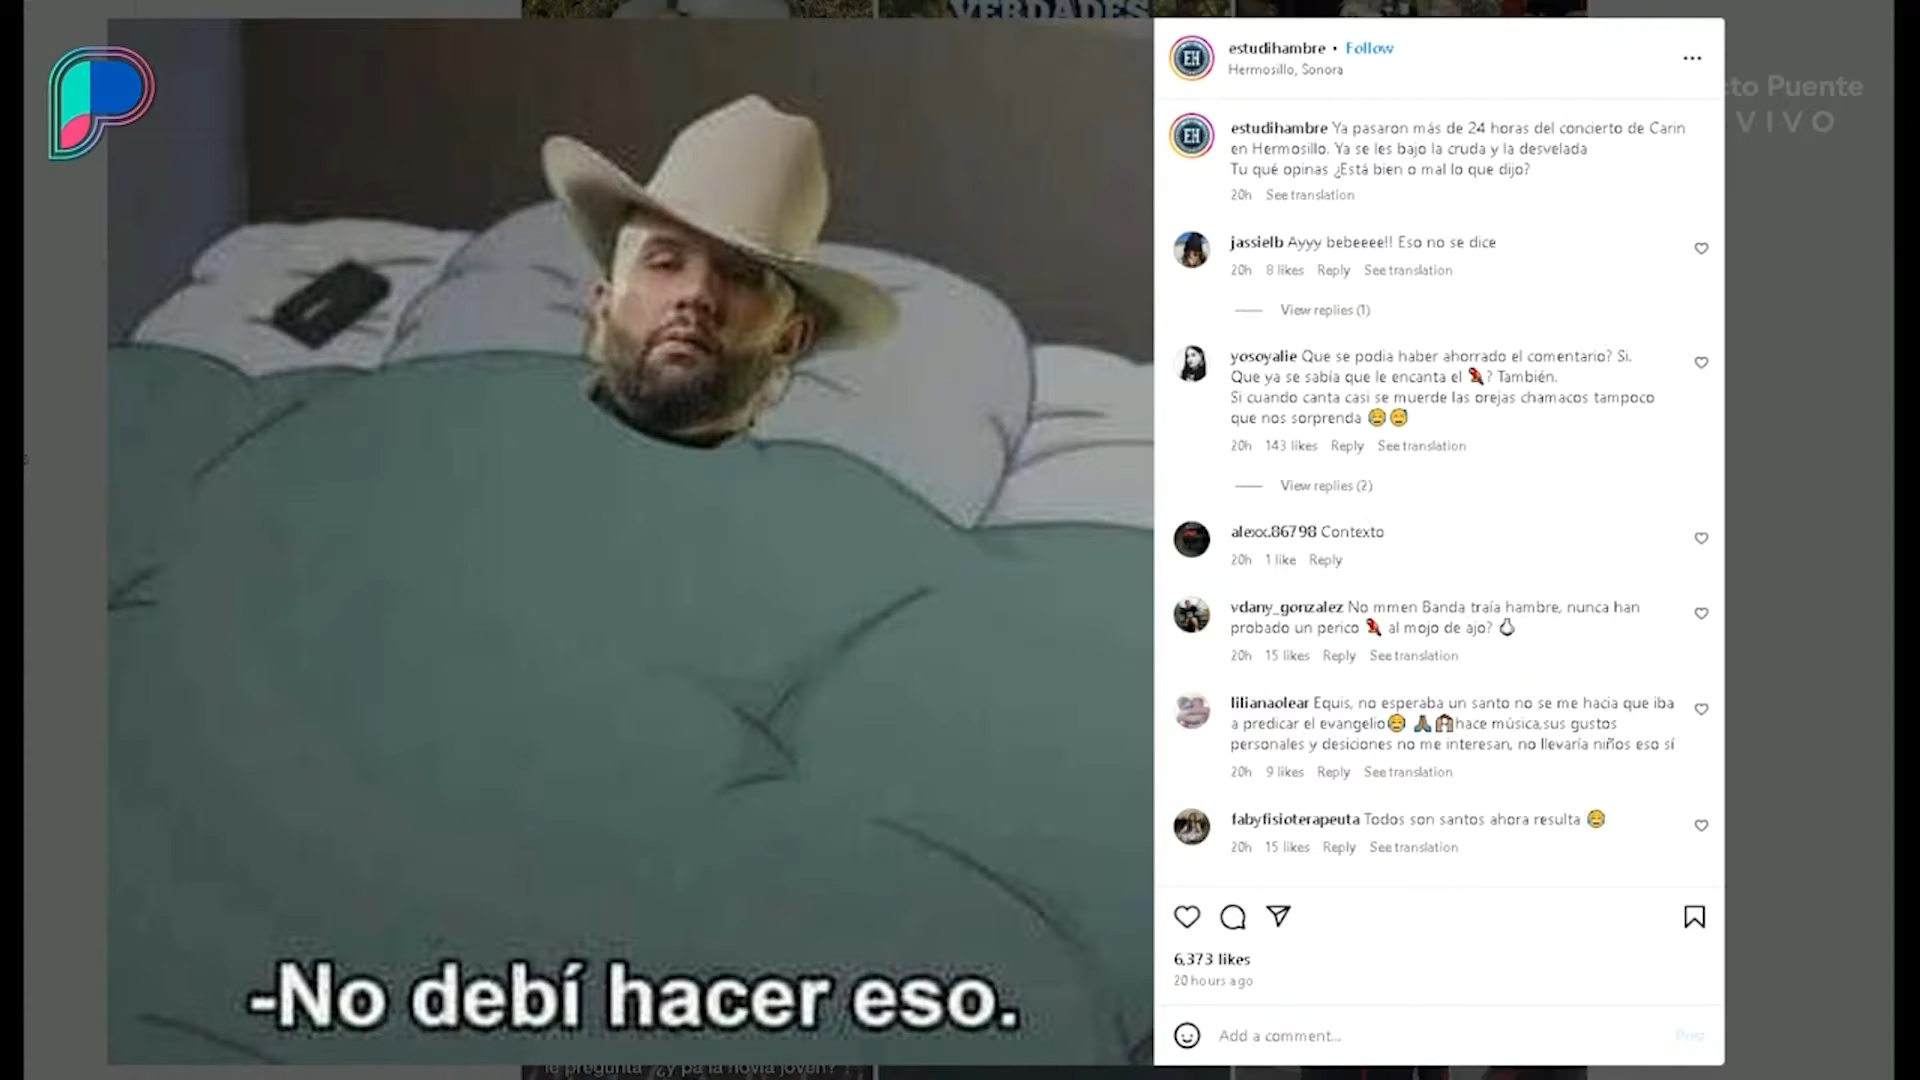 VERDADES
cto Puente
VIVO
EH
estudihambre • Follow
Hermosillo, Sonora
EH
estudihambre Ya pasaron más de 24 horas del concierto de Carin
en Hermosillo. Ya se les bajo la cruda y la desvelada
Tu qué opinas ¿Está bien o mal lo que dijo?
20h See translation
jassielb Ayyy bebeeee!! Eso no se dice
20h 8 likes Reply See translation
View replies (1)
yosoyalie Que se podia haber ahorrado el comentario? Si.
Que ya se sabía que le encanta el 🦜? También.
Si cuando canta casi se muerde las orejas chamacos tampoco
que nos sorprenda 😂😅
20h 143 likes Reply See translation
View replies (2)
alexx.86798 Contexto
20h 1 like Reply
vdany_gonzalez No mmen Banda traía hambre, nunca han
probado un perico 🦜 al mojo de ajo? 🧄
20h 15 likes Reply See translation
lilianaolear Equis, no esperaba un santo no se me hacia que iba
a predicar el evangelio😂 🙏🏽hace música,sus gustos
personales y desiciones no me interesan, no llevaría niños eso sí
20h 9 likes Reply See translation
fabyfisioterapeuta Todos son santos ahora resulta 😂
20h 15 likes Reply See translation
6,373 likes
20 hours ago
Add a comment... Post
-No debí hacer eso.
le pregunta "¿y pa la novia joven?"